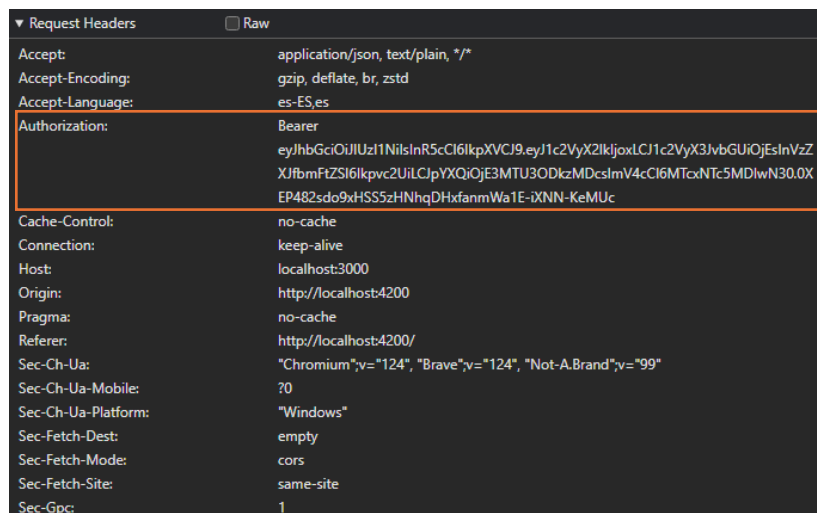 ▼ Request Headers Raw
Accept: application/json, text/plain, */*
Accept-Encoding: gzip, deflate, br, zstd
Accept-Language: es-ES,es
Authorization: Bearer
eyJhbGciOiJIUzI1NiIsInR5cCI6IkpXVCJ9.eyJ1c2VyX2lkIjoxLCJ1c2VyX3JvbGUiOjEsInVzZ
XJfbmFtZSI6Ikpvc2UiLCJpYXQiOjE3MTU3ODkzMDcsImV4cCI6MTcxNTc5MDIwN30.0X
EP482sdo9xHSS5zHNhqDHxfanmWa1E-iXNN-KeMUc
Cache-Control: no-cache
Connection: keep-alive
Host: localhost:3000
Origin: http://localhost:4200
Pragma: no-cache
Referer: http://localhost:4200/
Sec-Ch-Ua: "Chromium";v="124", "Brave";v="124", "Not-A.Brand";v="99"
Sec-Ch-Ua-Mobile: ?0
Sec-Ch-Ua-Platform: "Windows"
Sec-Fetch-Dest: empty
Sec-Fetch-Mode: cors
Sec-Fetch-Site: same-site
Sec-Gpc: 1